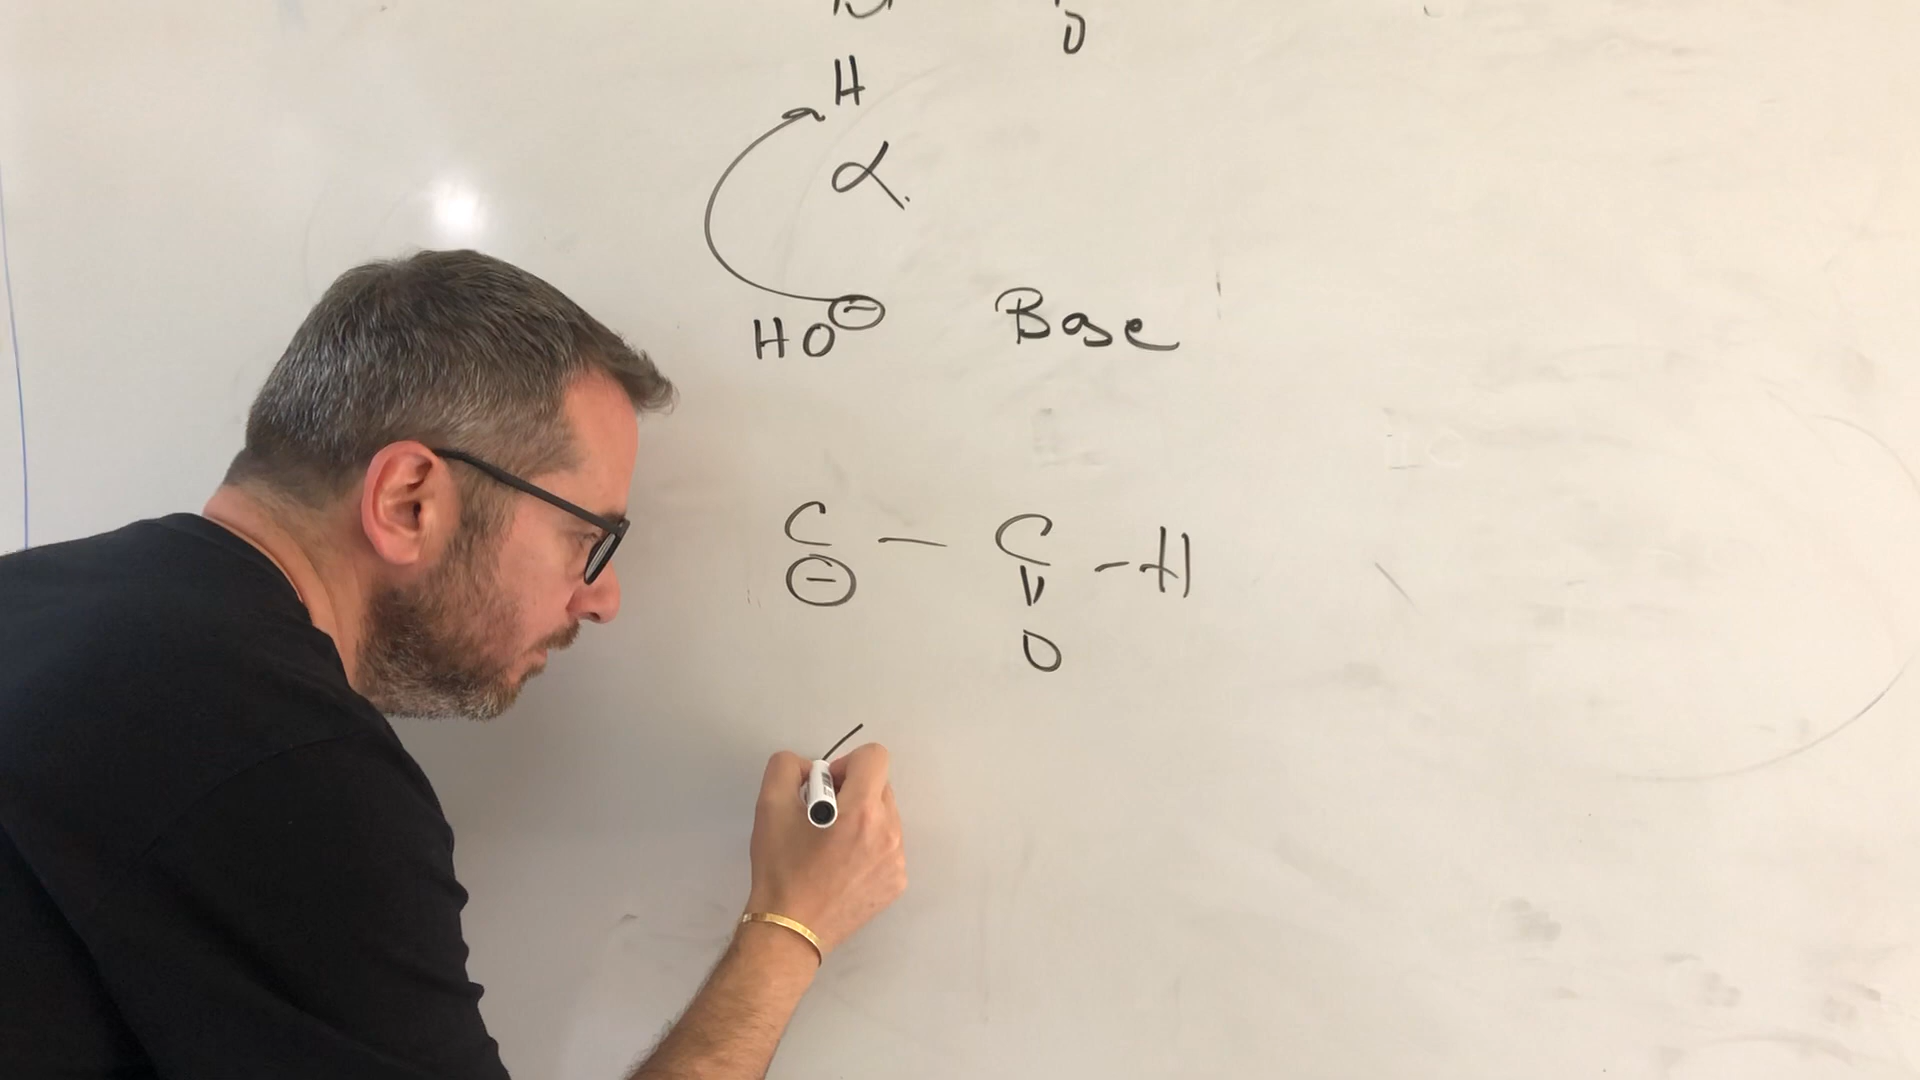 O
H
α.
HO⊖ Base
C — C - H
⊖ ||
O